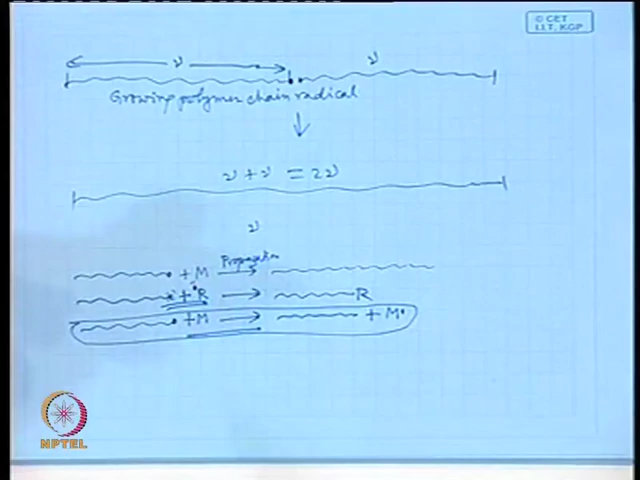 © CET
I.I.T. KGP
ν ν
Growing polymer chain radical
ν + ν = 2ν
ν
+ M Propagation
+ R R
+ M + M•
NPTEL